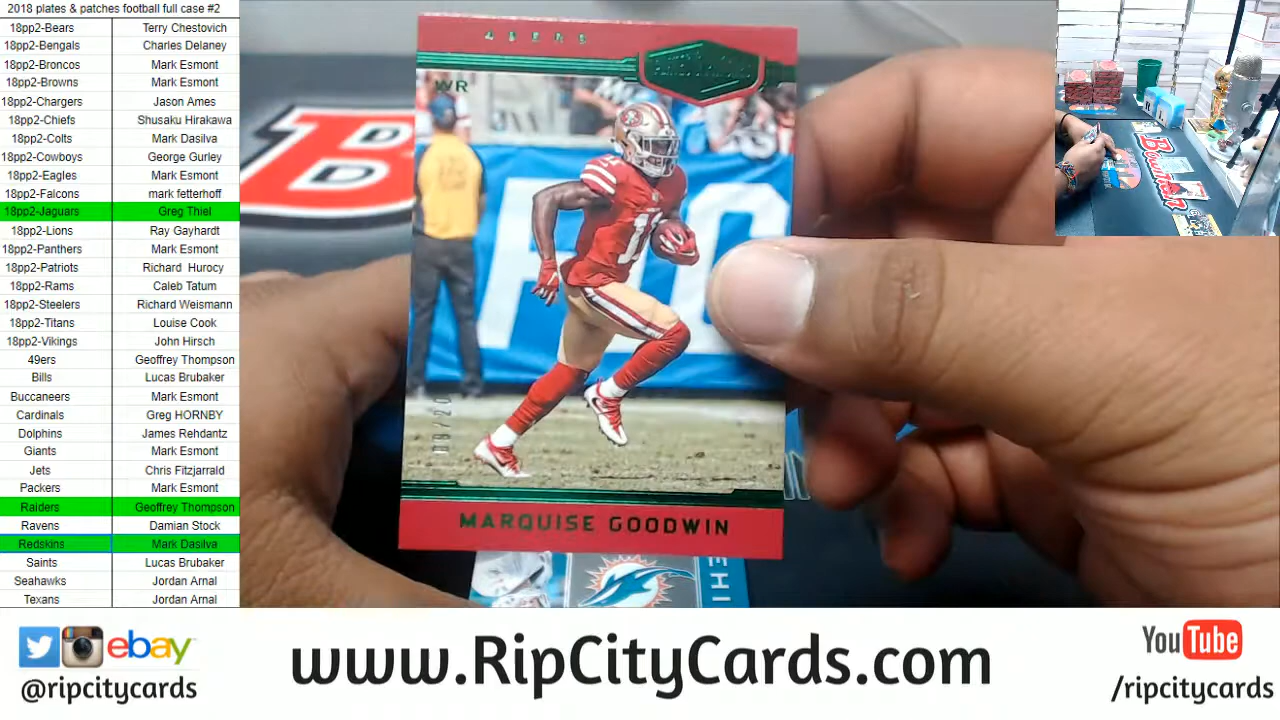 2018 plates & patches football full case #2
18pp2-Bears Terry Chestovich
18pp2-Bengals Charles Delaney
18pp2-Broncos Mark Esmont
18pp2-Browns Mark Esmont
18pp2-Chargers Jason Ames
18pp2-Chiefs Shusaku Hirakawa
18pp2-Colts Mark Dasilva
18pp2-Cowboys George Gurley
18pp2-Eagles Mark Esmont
18pp2-Falcons mark fetterhoff
18pp2-Jaguars Greg Thiel
18pp2-Lions Ray Gayhardt
18pp2-Panthers Mark Esmont
18pp2-Patriots Richard Hurocy
18pp2-Rams Caleb Tatum
18pp2-Steelers Richard Weismann
18pp2-Titans Louise Cook
18pp2-Vikings John Hirsch
49ers Geoffrey Thompson
Bills Lucas Brubaker
Buccaneers Mark Esmont
Cardinals Greg HORNBY
Dolphins James Rehdantz
Giants Mark Esmont
Jets Chris Fitzjarrald
Packers Mark Esmont
Raiders Geoffrey Thompson
Ravens Damian Stock
Redskins Mark Dasilva
Saints Lucas Brubaker
Seahawks Jordan Arnal
Texans Jordan Arnal
49ERS
WR
11
MARQUISE GOODWIN
Bowman
ebay
@ripcitycards
www.RipCityCards.com
YouTube
/ripcitycards